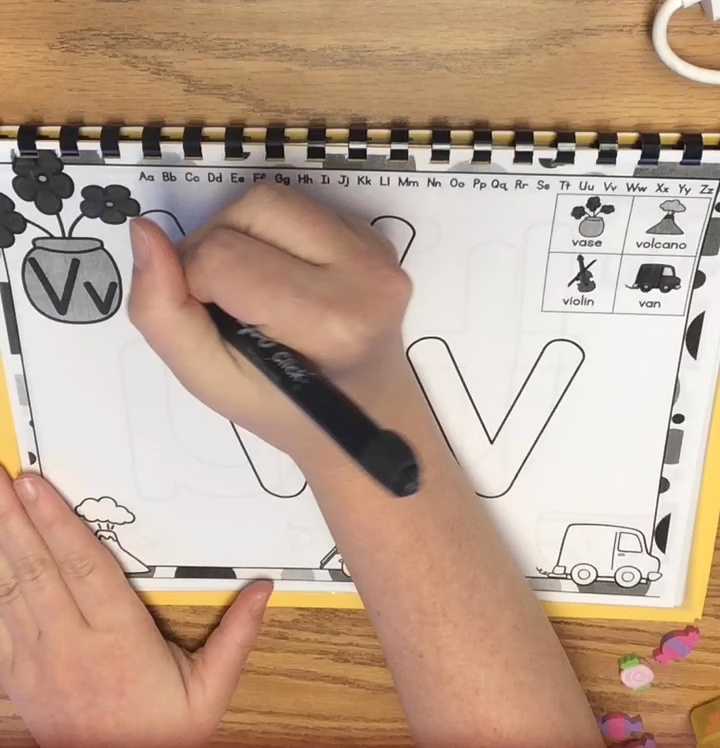 Aa Bb Cc Dd Ee Ff Gg Hh Ii Jj Kk Ll Mm Nn Oo Pp Qq Rr Ss Tt Uu Vv Ww Xx Yy Zz
vase volcano
Vv
violin van
V v